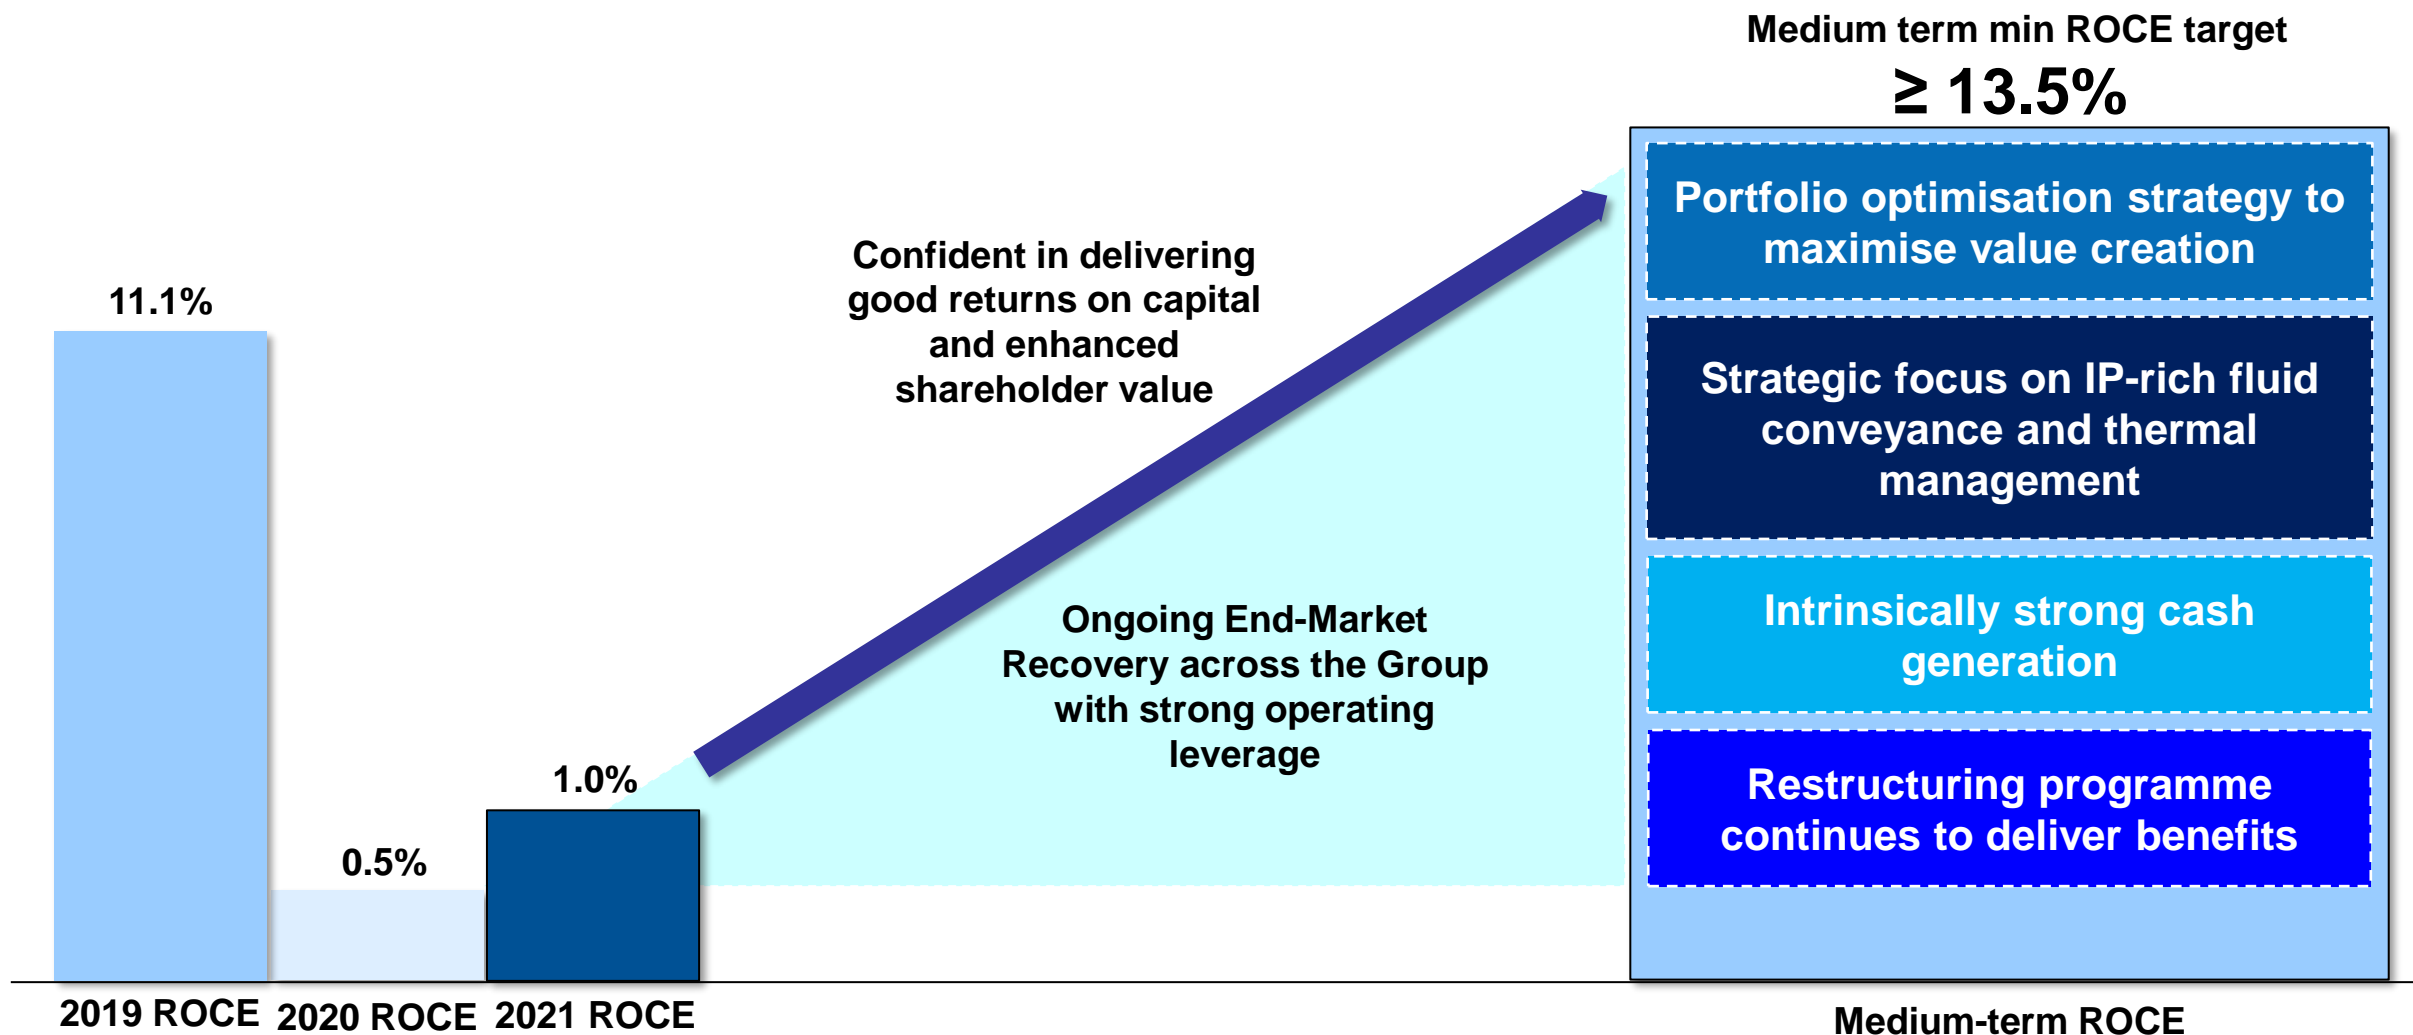 Medium term min ROCE target
≥ 13.5%
11.1%
0.5%
1.0%
Confident in delivering
good returns on capital
and enhanced
shareholder value
Ongoing End-Market
Recovery across the Group
with strong operating
leverage
Portfolio optimisation strategy to
maximise value creation
Strategic focus on IP-rich fluid
conveyance and thermal
management
Intrinsically strong cash
generation
Restructuring programme
continues to deliver benefits
2019 ROCE
2020 ROCE
2021 ROCE
Medium-term ROCE